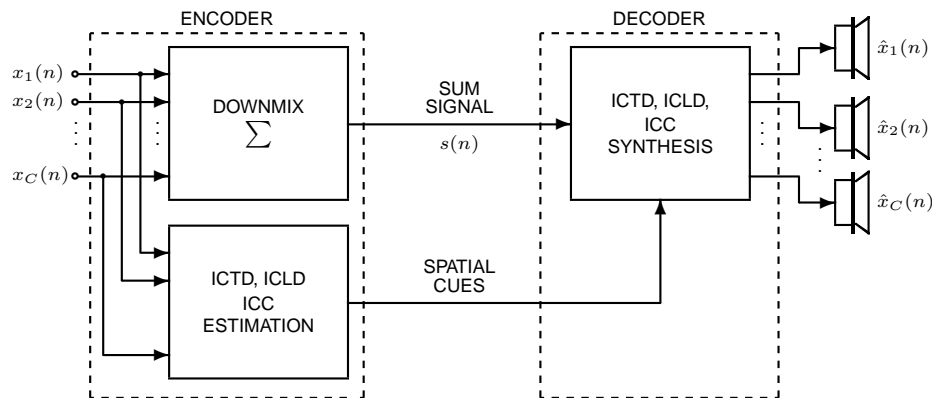 ENCODER
DECODER
x₁(n)
x₂(n)
x_C(n)
DOWNMIX
∑
ICTD, ICLD
ICC
ESTIMATION
SUM
SIGNAL
s(n)
SPATIAL
CUES
ICTD, ICLD,
ICC
SYNTHESIS
x̂₁(n)
x̂₂(n)
x̂_C(n)